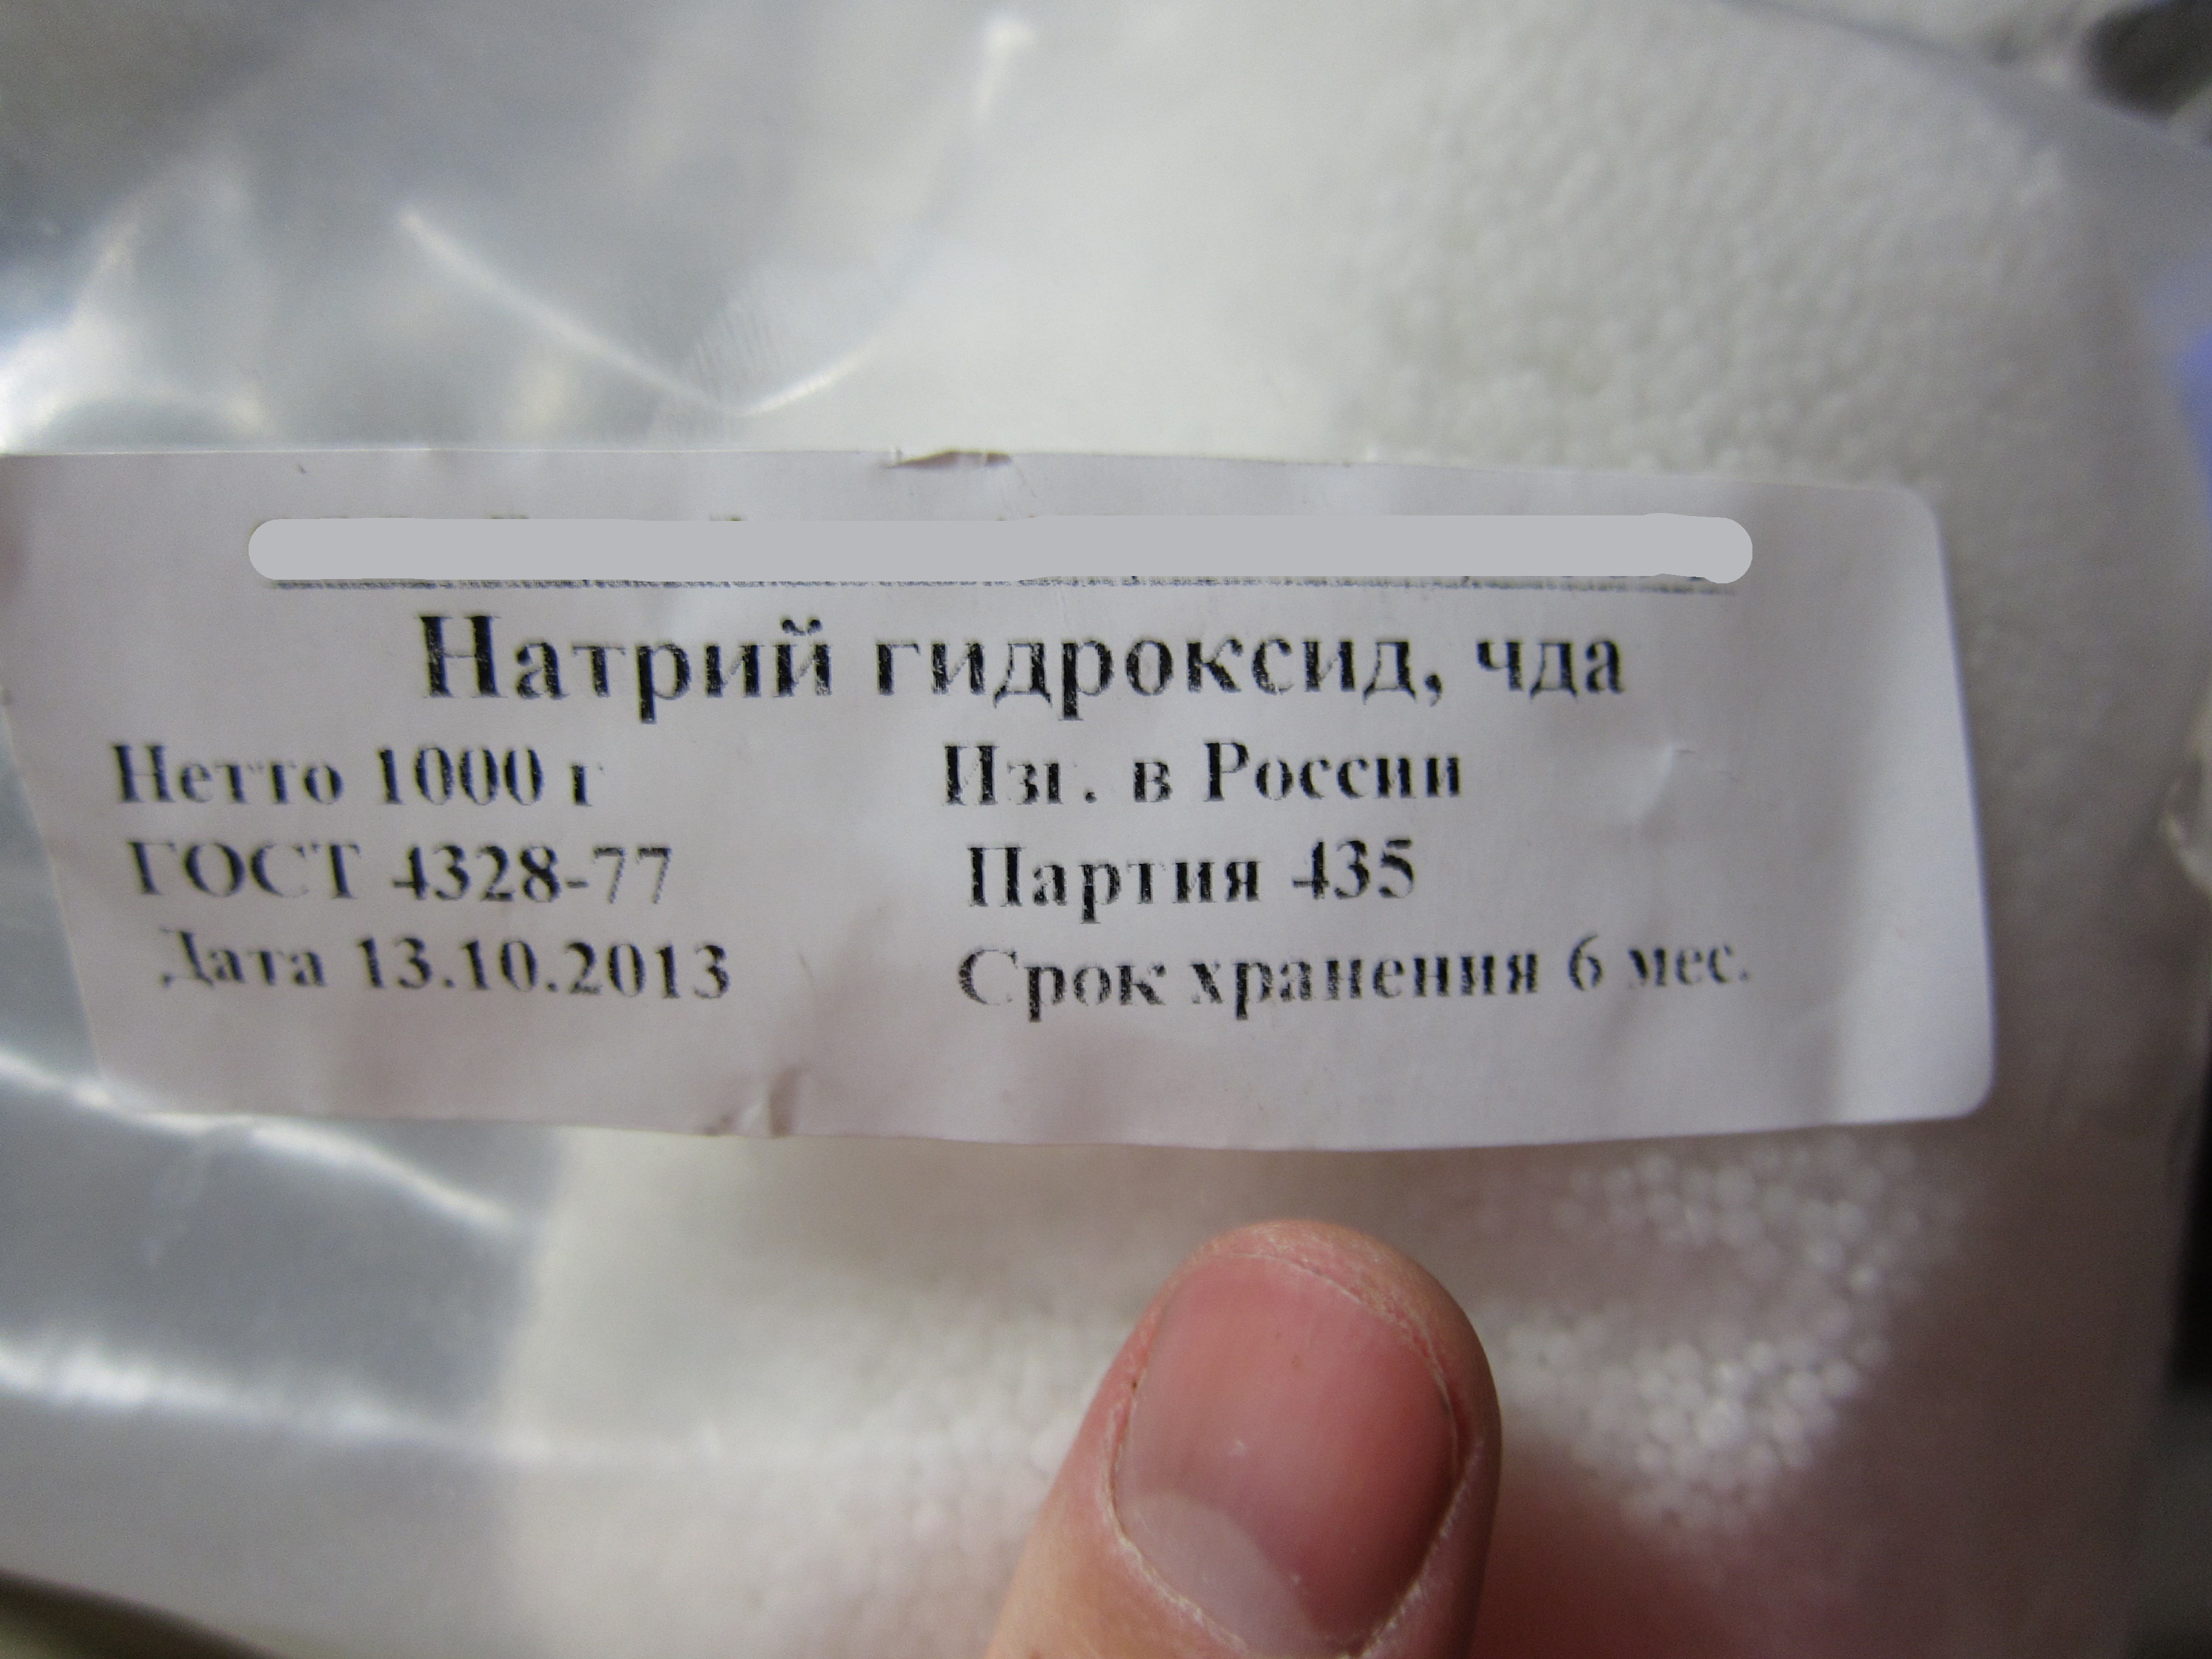 Натрий гидроксид, чда
Нетто 1000 г Изг. в России
ГОСТ 4328-77 Партия 435
Дата 13.10.2013 Срок хранения 6 мес.